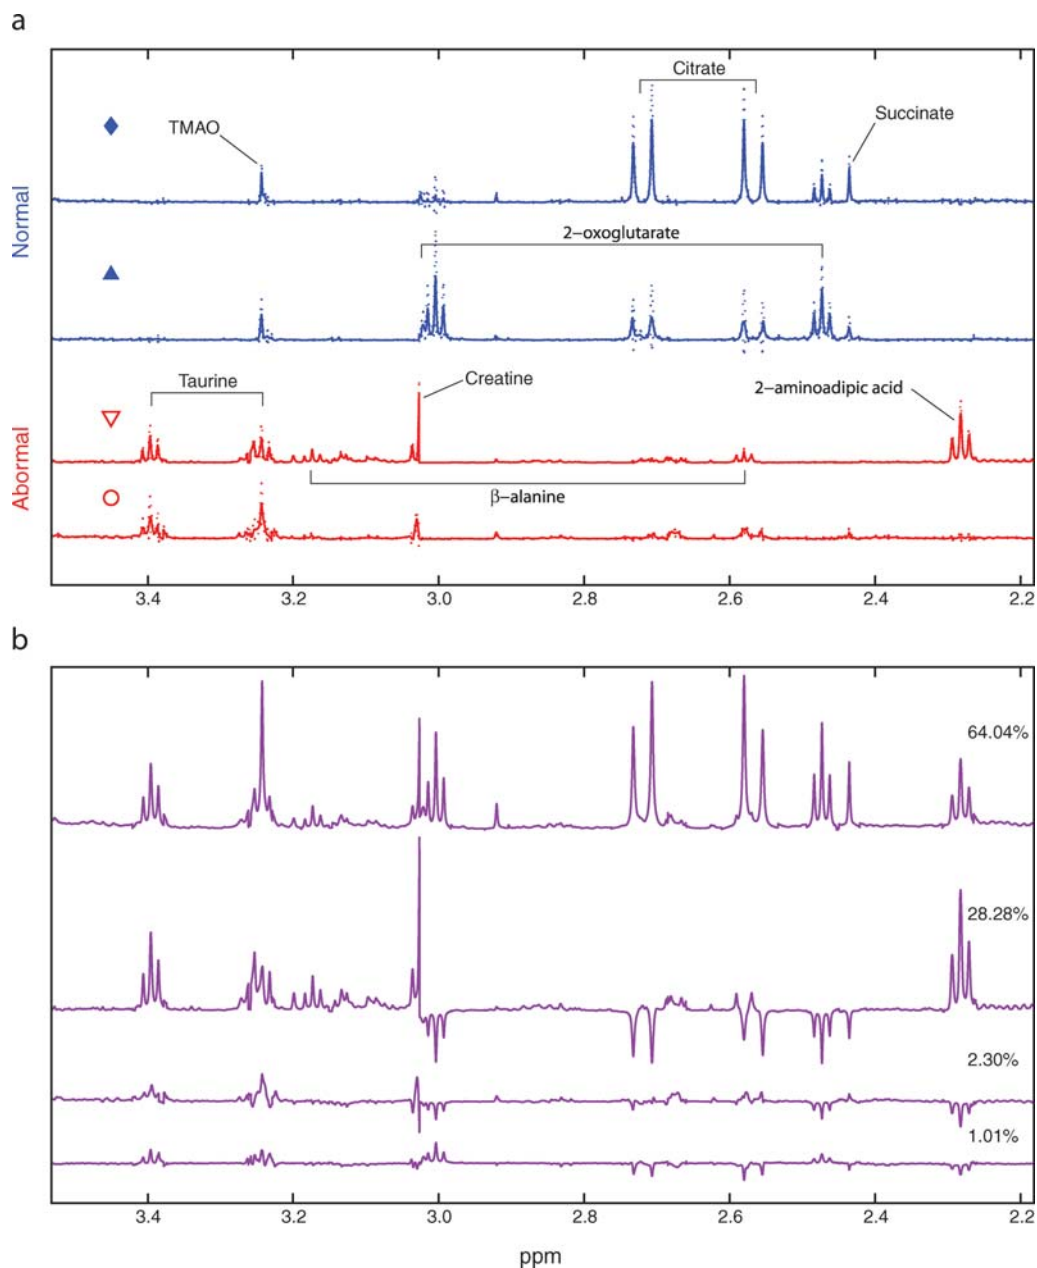 a
Citrate
Succinate
TMAO
Normal
2-oxoglutarate
Taurine
Creatine
2-aminoadipic acid
Abormal
β-alanine
3.4 3.2 3.0 2.8 2.6 2.4 2.2
b
64.04%
28.28%
2.30%
1.01%
3.4 3.2 3.0 2.8 2.6 2.4 2.2
ppm